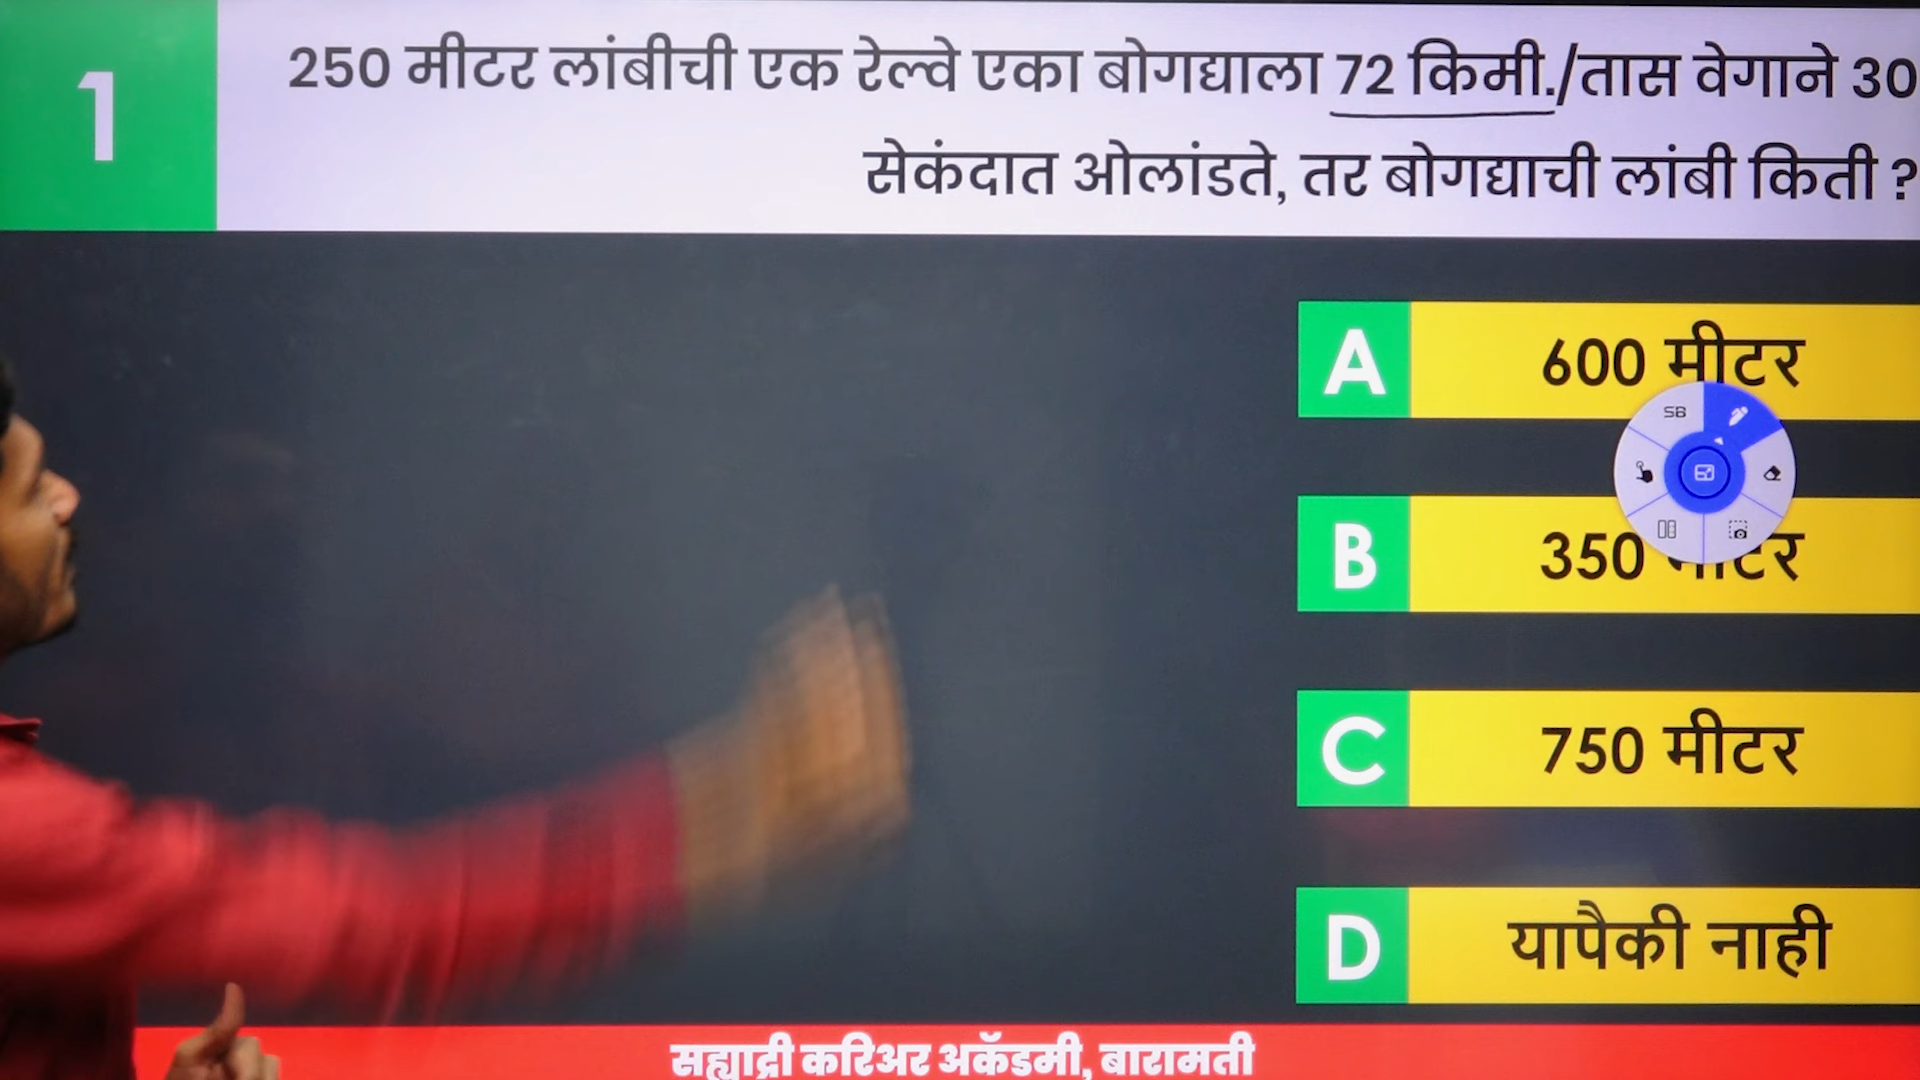 1
250 मीटर लांबीची एक रेल्वे एका बोगद्याला 72 किमी./तास वेगाने 30
सेकंदात ओलांडते, तर बोगद्याची लांबी किती ?
A 600 मीटर
SB
B 350 मीटर
C 750 मीटर
D यापैकी नाही
सह्याद्री करिअर अकॅडमी, बारामती